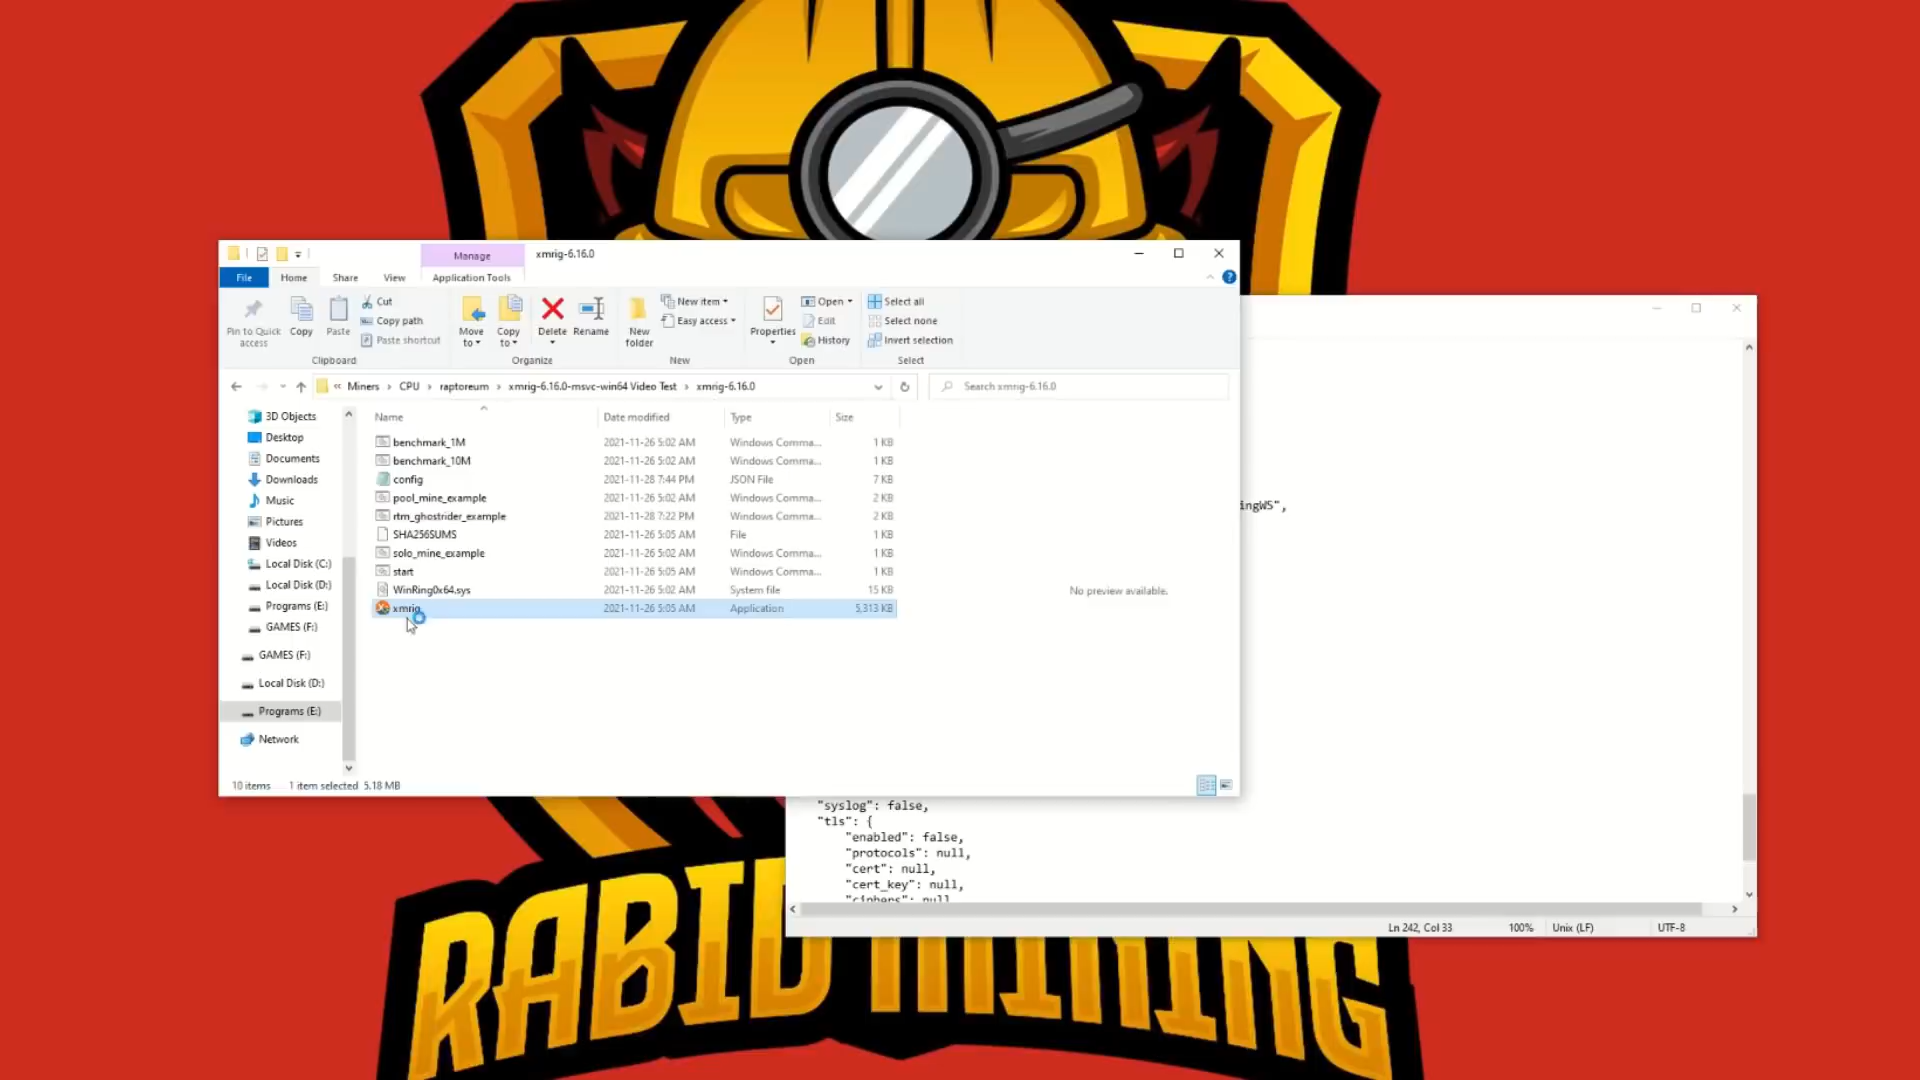 Manage
xmrig-6.16.0
File
Home
Share
View
Application Tools
Pin to Quick access
Copy
Paste
Cut
Copy path
Paste shortcut
Clipboard
Move to
Copy to
Delete
Rename
Organize
New folder
New item
Easy access
New
Properties
Open
Edit
History
Open
Select all
Select none
Invert selection
Select
« Miners > CPU > raptoreum > xmrig-6.16.0-msvc-win64 Video Test > xmrig-6.16.0
Search xmrig-6.16.0
3D Objects
Desktop
Documents
Downloads
Music
Pictures
Videos
Local Disk (C:)
Local Disk (D:)
Programs (E:)
GAMES (F:)
GAMES (F:)
Local Disk (D:)
Programs (E:)
Network
Name Date modified Type Size
benchmark_1M 2021-11-26 5:02 AM Windows Comma... 1 KB
benchmark_10M 2021-11-26 5:02 AM Windows Comma... 1 KB
config 2021-11-28 7:44 PM JSON File 7 KB
pool_mine_example 2021-11-26 5:02 AM Windows Comma... 2 KB
rtm_ghostrider_example 2021-11-28 7:22 PM Windows Comma... 2 KB
SHA256SUMS 2021-11-26 5:05 AM File 1 KB
solo_mine_example 2021-11-26 5:02 AM Windows Comma... 1 KB
start 2021-11-26 5:05 AM Windows Comma... 1 KB
WinRing0x64.sys 2021-11-26 5:02 AM System file 15 KB
xmrig 2021-11-26 5:05 AM Application 5,313 KB
No preview available.
10 items 1 item selected 5.18 MB
ingWS",
"syslog": false,
"tls": {
"enabled": false,
"protocols": null,
"cert": null,
"cert_key": null,
"ciphers": null
Ln 242, Col 33 100% Unix (LF) UTF-8
RABID MINING